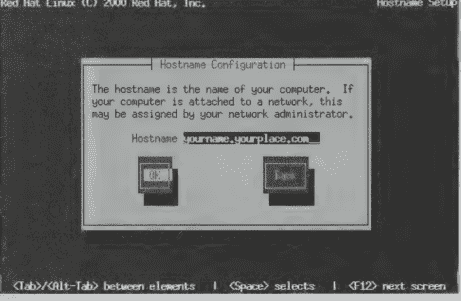 Red Hat Linux (C) 2000 Red Hat, Inc. Hostname Setup
Hostname Configuration
The hostname is the name of your computer. If
your computer is attached to a network, this
may be assigned by your network administrator.
Hostname yourname.yourplace.com
OK Back
<Tab>/<Alt-Tab> between elements | <Space> selects | <F12> next screen